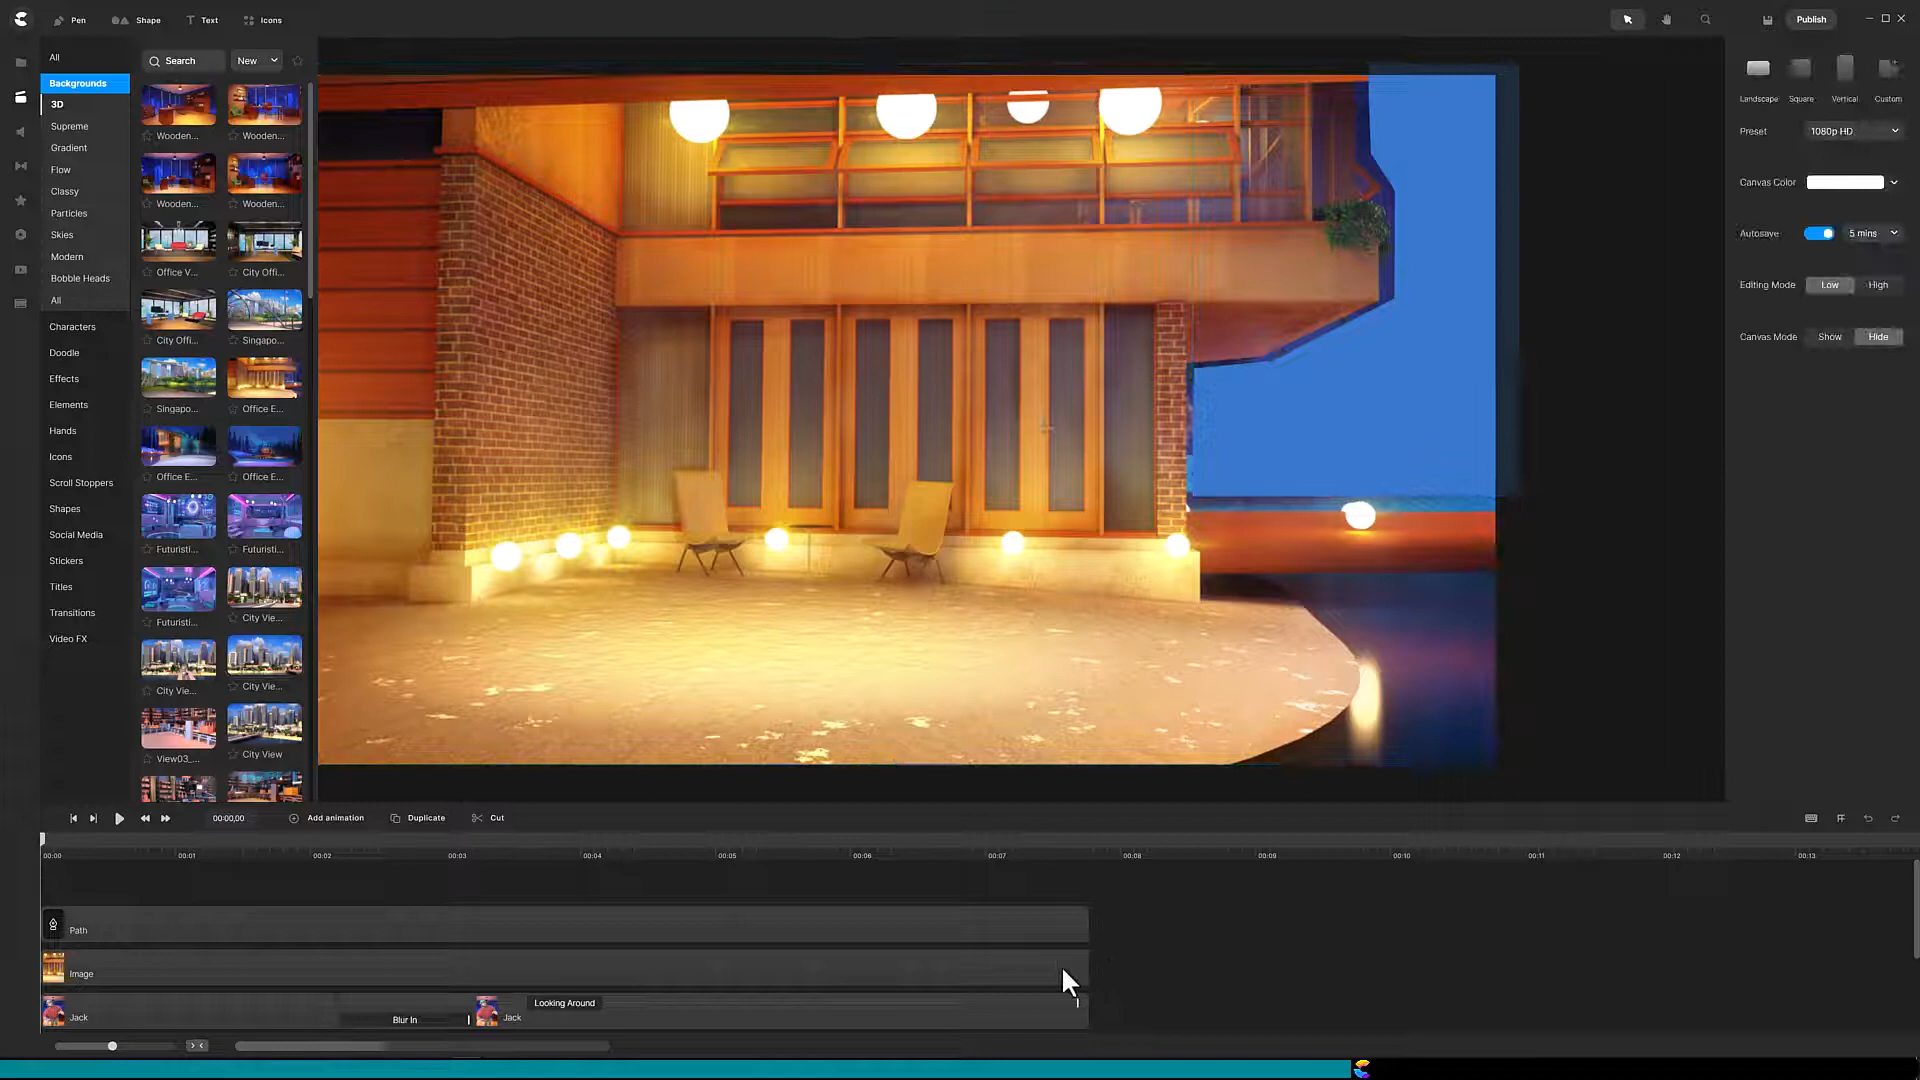 Pen Shape Text Icons
Publish
All
Search New
Backgrounds
3D
Supreme
Gradient
Flow
Classy
Particles
Skies
Modern
Bobble Heads
All
Characters
Doodle
Effects
Elements
Hands
Icons
Scroll Stoppers
Shapes
Social Media
Stickers
Titles
Transitions
Video FX
Wooden... Wooden...
Wooden... Wooden...
Office V... City Offi...
City Offi... Singapo...
Singapo... Office E...
Office E... Office E...
Futuristi... Futuristi...
Futuristi... City Vie...
City Vie... City Vie...
View03_... City View
Landscape Square Vertical Custom
Preset 1080p HD
Canvas Color
Autosave 5 mins
Editing Mode Low High
Canvas Mode Show Hide
00:00,00 Add animation Duplicate Cut
00:00 00:01 00:02 00:03 00:04 00:05 00:06 00:07 00:08 00:09 00:10 00:11 00:12 00:13
Path
Image
Looking Around
Jack Blur In Jack